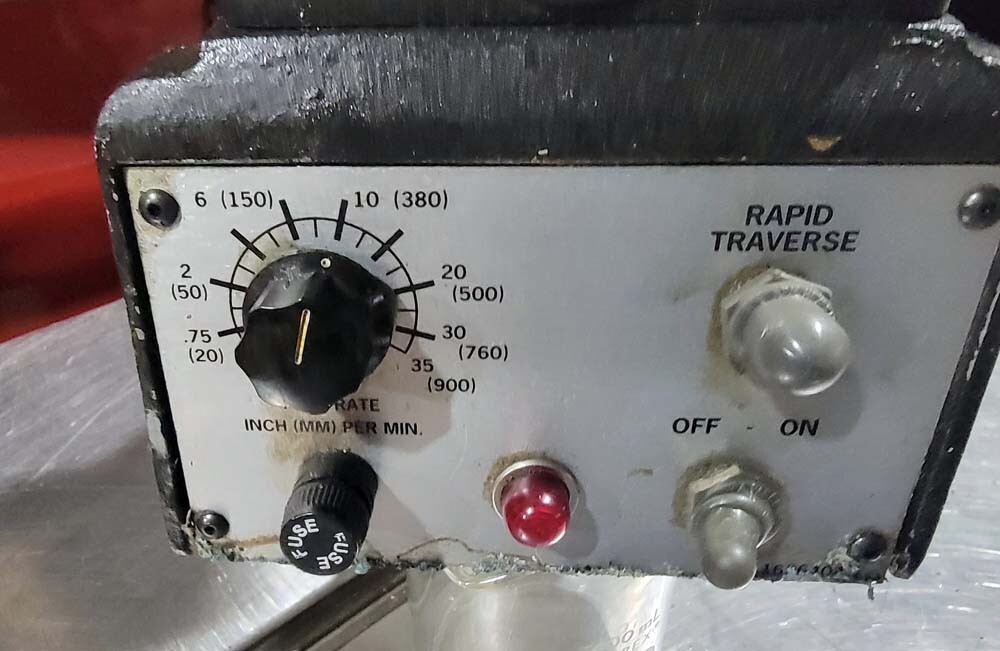 6 (150)
10 (380)
2
(50)
20
(500)
.75
(20)
30
(760)
35
(900)
RATE
INCH (MM) PER MIN.
RAPID
TRAVERSE
OFF - ON
FUSE
FUSE